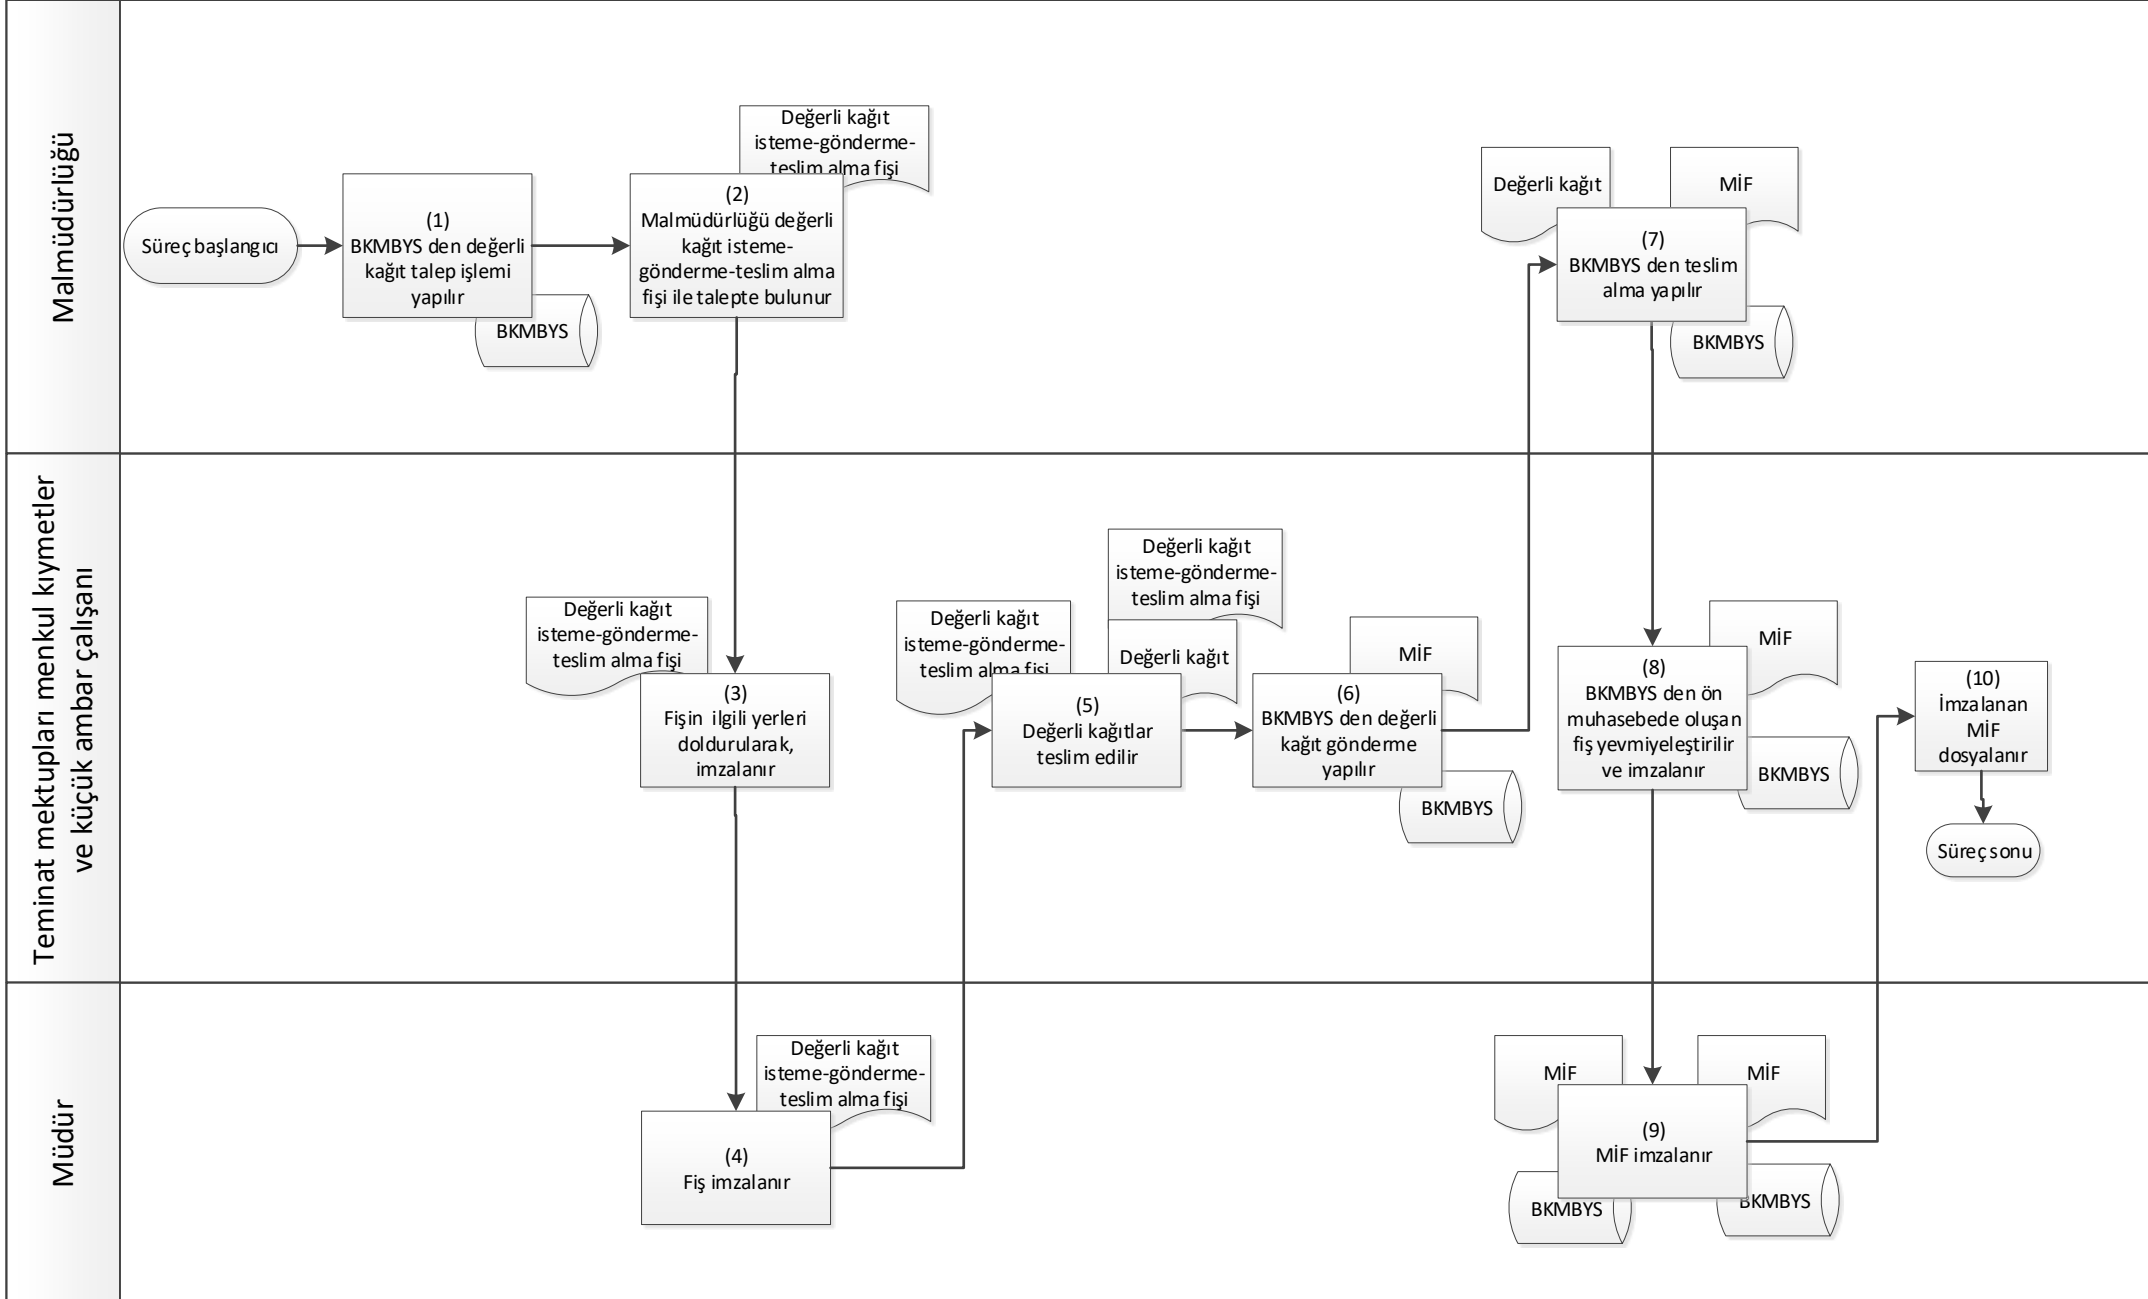 Malmüdürlüğü
Süreç başlangıcı
(1)
BKMBYS den değerli
kağıt talep işlemi
yapılır
BKMBYS
Değerli kağıt
isteme-gönderme-
teslim alma fişi
(2)
Malmüdürlüğü değerli
kağıt isteme-
gönderme-teslim alma
fişi ile talepte bulunur
Değerli kağıt
MİF
(7)
BKMBYS den teslim
alma yapılır
BKMBYS
Teminat mektupları menkul kıymetler
ve küçük ambar çalışanı
Değerli kağıt
isteme-gönderme-
teslim alma fişi
(3)
Fişin ilgili yerleri
doldurularak,
imzalanır
Değerli kağıt
isteme-gönderme-
teslim alma fişi
Değerli kağıt
isteme-gönderme-
teslim alma fişi
Değerli kağıt
(5)
Değerli kağıtlar
teslim edilir
MİF
(6)
BKMBYS den değerli
kağıt gönderme
yapılır
BKMBYS
MİF
(8)
BKMBYS den ön
muhasebede oluşan
fiş yevmiyeleştirilir
ve imzalanır
BKMBYS
(10)
İmzalanan
MİF
dosyalanır
Süreç sonu
Müdür
Değerli kağıt
isteme-gönderme-
teslim alma fişi
(4)
Fiş imzalanır
MİF
MİF
(9)
MİF imzalanır
BKMBYS
BKMBYS